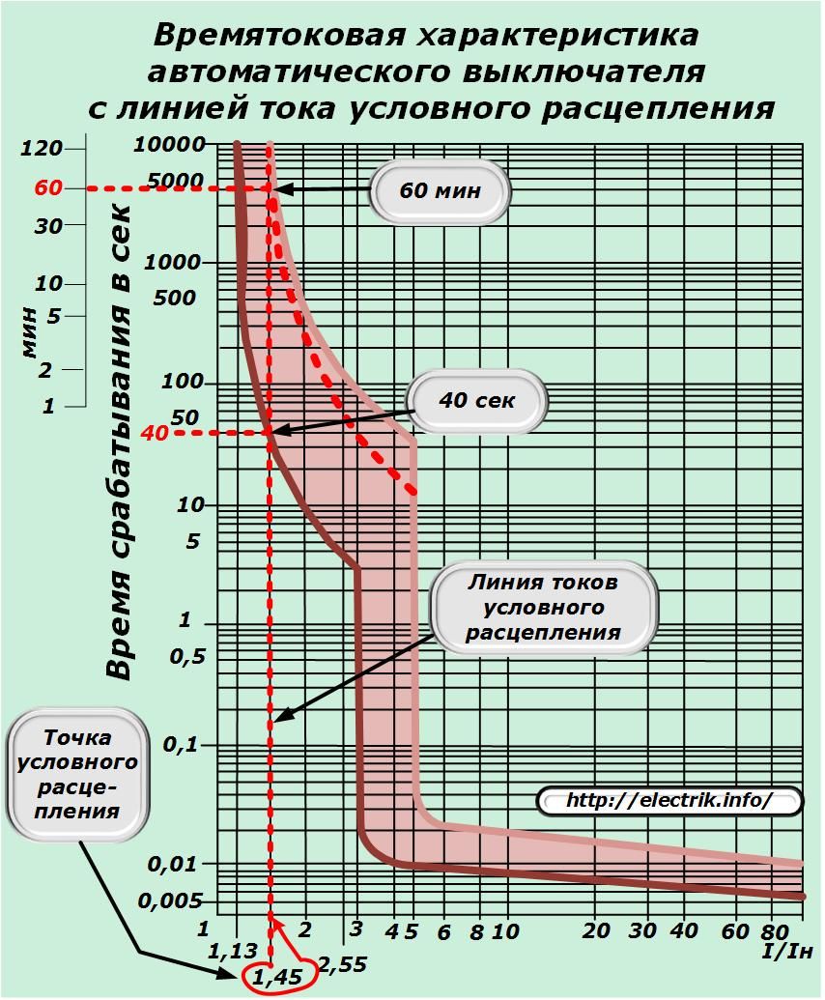 Времятоковая характеристика
автоматического выключателя
с линией тока условного расцепления
120
60
30
10
5
2
1
мин
Время срабатывания в сек
10000
5000
1000
500
100
50
40
10
5
1
0,5
0,1
0,01
0,005
60 мин
40 сек
Линия токов
условного
расцепления
Точка
условного
расце-
пления
http://electrik.info/
1 2 3 4 5 6 8 10 20 30 40 60 80
1,13
1,45
2,55
I/Iн